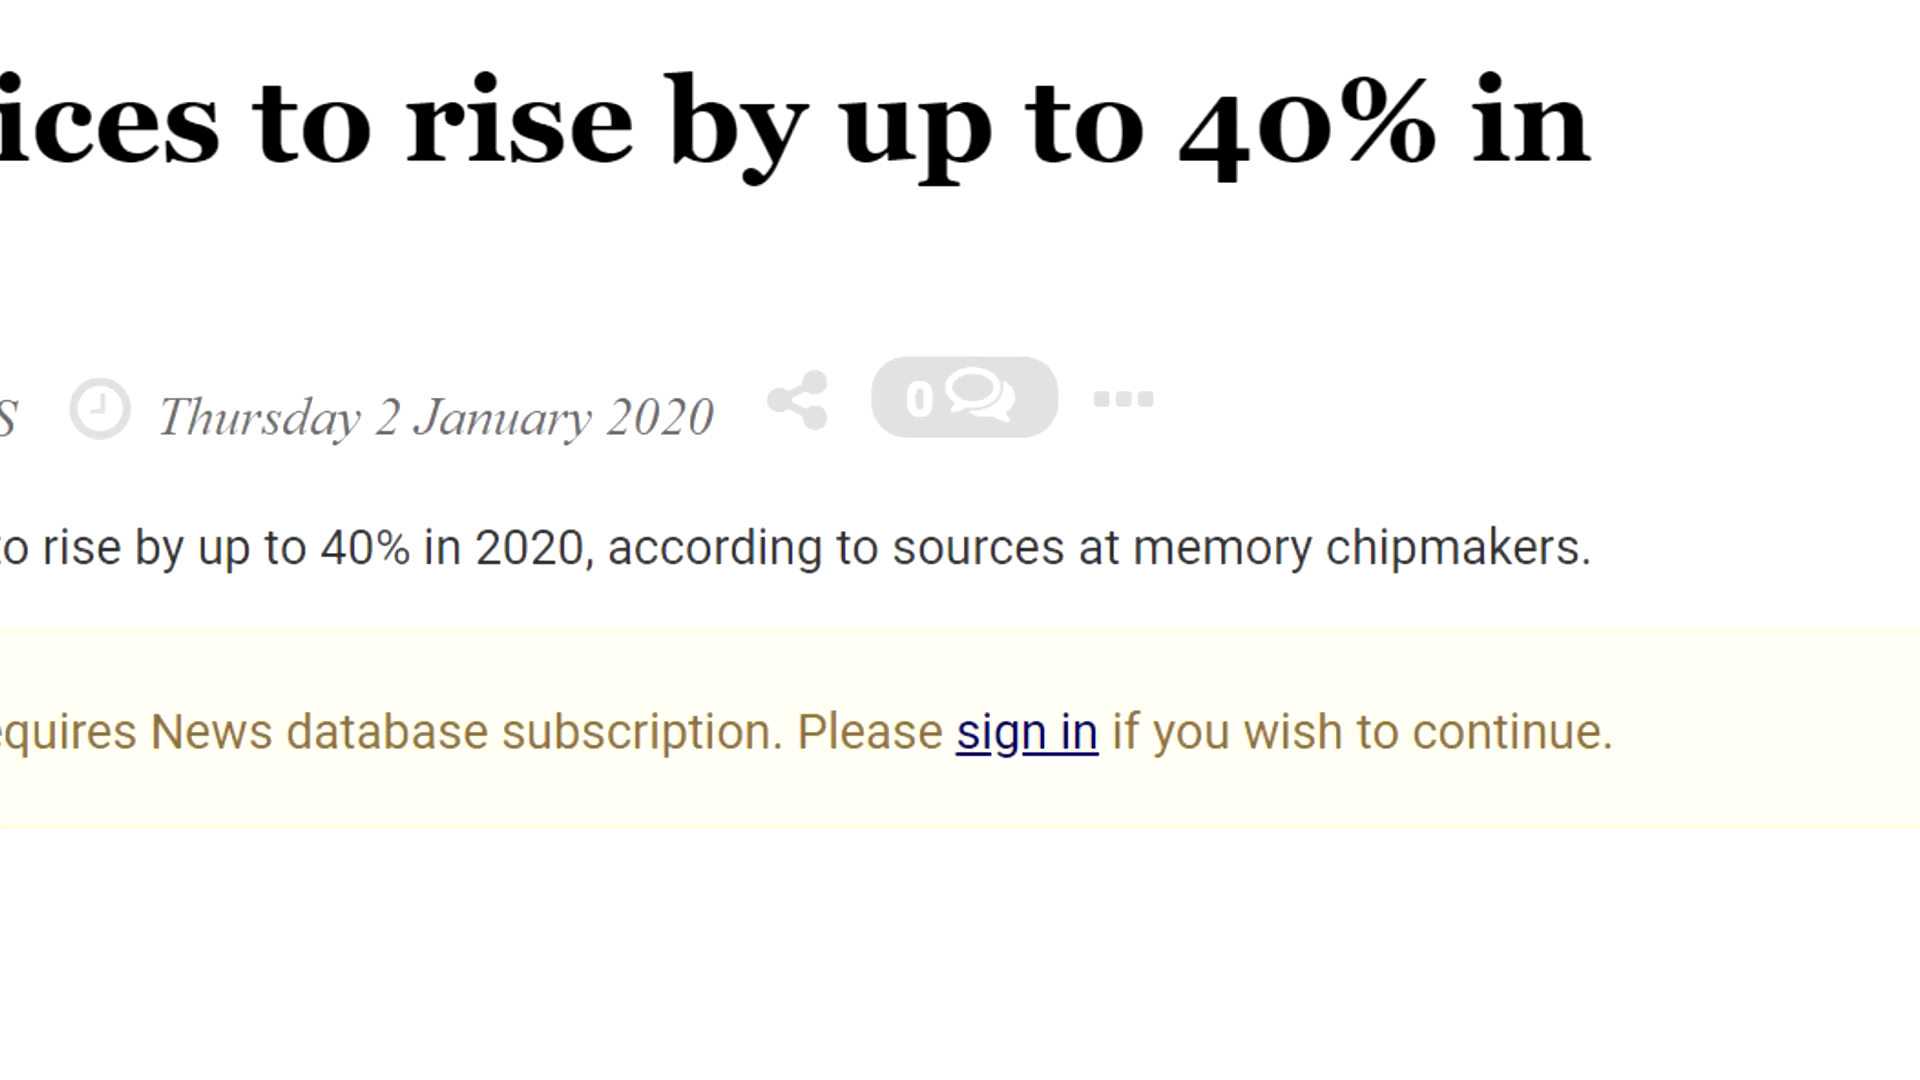 ices to rise by up to 40% in
S Thursday 2 January 2020 0
to rise by up to 40% in 2020, according to sources at memory chipmakers.
equires News database subscription. Please sign in if you wish to continue.